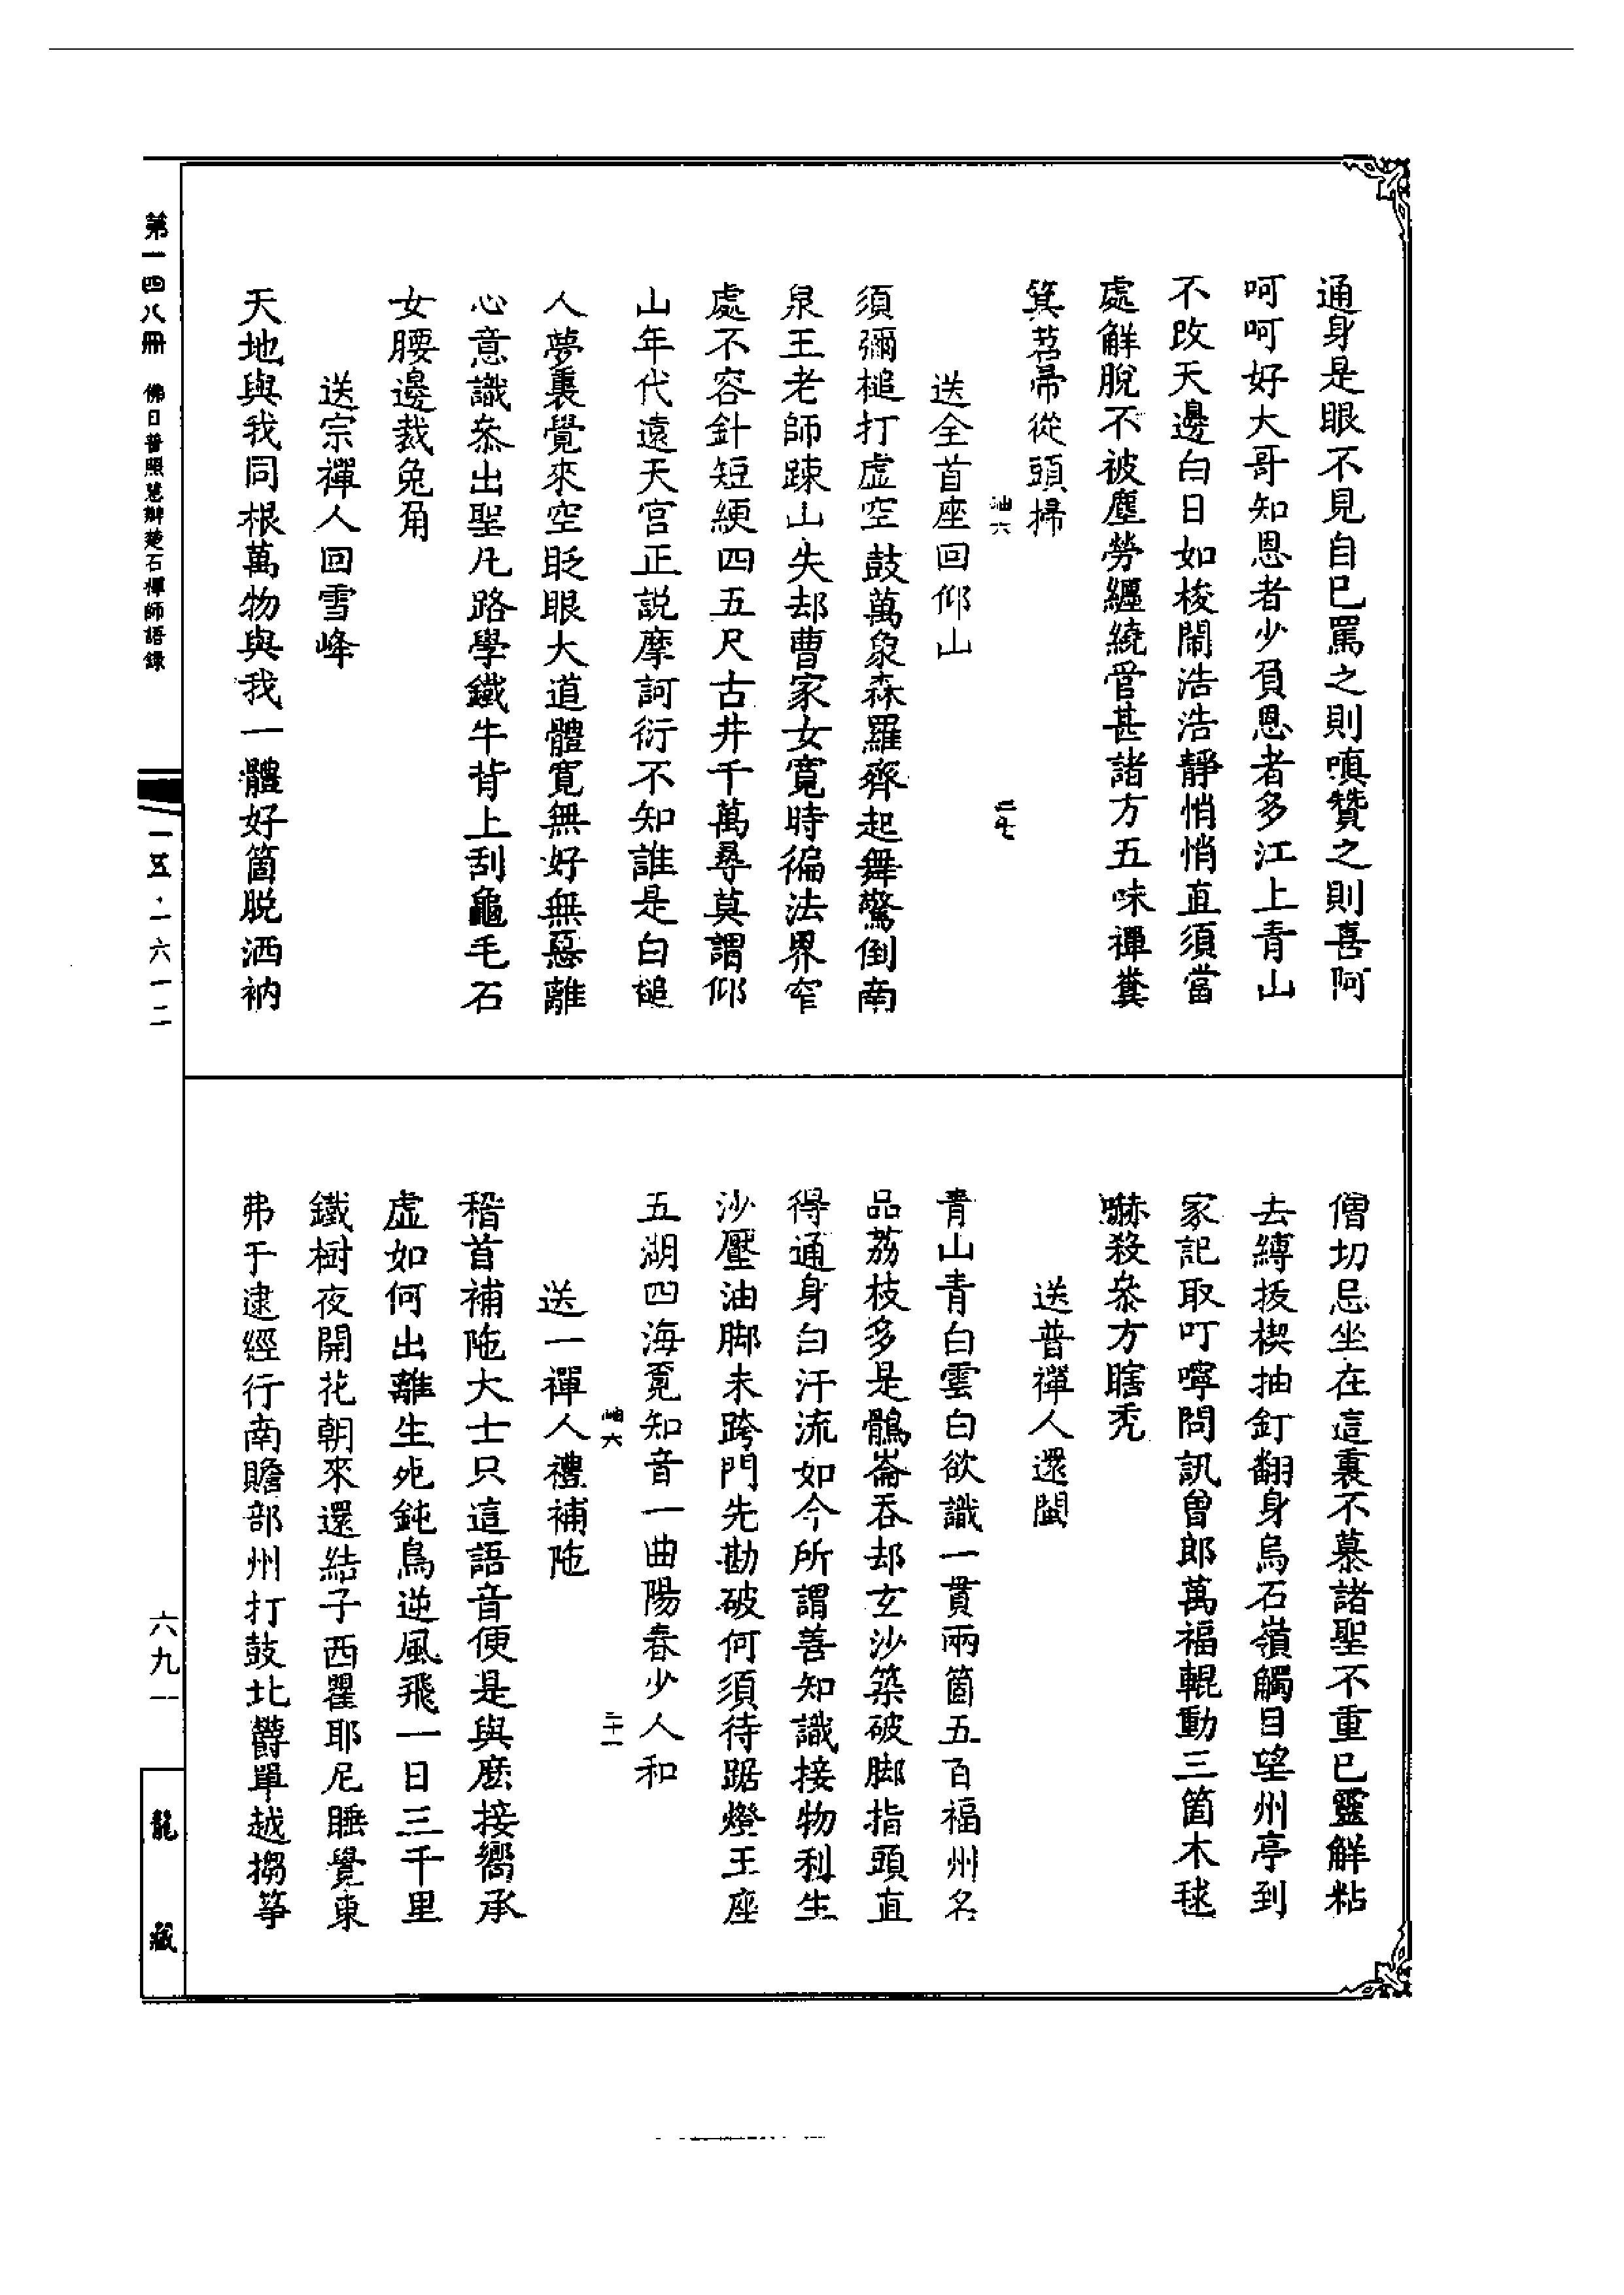 通身是眼不見自己罵之則嗔贊之則喜阿
呵呵好大哥知恩者少負恩者多江上青山
不改天邊白日如梭鬧浩浩靜悄悄直須當
處解脫不被塵勞纏繞管甚諸方五味禪糞
箕苕帚從頭掃
岫六
二七
送全首座回仰山
須彌槌打虛空鼓萬象森羅齊起舞驚倒南
泉王老師踈山失却曹家女寬時徧法界窄
處不容針短綆四五尺古井千萬尋莫謂仰
山年代遠天宮正説摩訶衍不知誰是白槌
人夢裏覺來空眨眼大道體寬無好無惡離
心意識叅出聖凡路學鐵牛背上刮龜毛石
女腰邊裁兔角
送宗禪人回雪峰
天地與我同根萬物與我一體好箇脱洒衲
僧切忌坐在這裏不慕諸聖不重已靈解粘
去縛拔楔抽釘翻身烏石嶺觸目望州亭到
家記取叮嚀問訊曾郎萬福輥動三箇木毬
嚇殺叅方瞎禿
送普禪人還閩
青山青白雲白欲識一貫兩箇五百福州名
品荔枝多是鶻崙吞却玄沙築破脚指頭直
得通身白汗流如今所謂善知識接物利生
沙壓油脚未跨門先勘破何須待踞燈王座
五湖四海覓知音一曲陽春少人和
岫六
二十一
送一禪人禮補陁
稽首補陁大士只這語音便是與麽接嚮承
虛如何出離生死鈍鳥逆風飛一日三千里
鐵樹夜開花朝來還結子西瞿耶尼睡覺東
弗于逮經行南贍部州打鼓北欝單越搊箏
第一四八冊　佛日普照慧辯楚石禪師語錄
一五·一六一二
六九一
龍藏